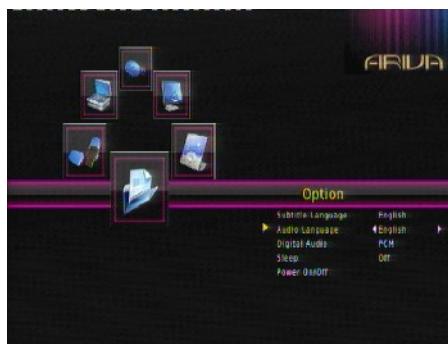 ARIVA
Option
Subtitle Language English
Audio Language English
Digital Audio PCM
Sleep Off
Power On/Off